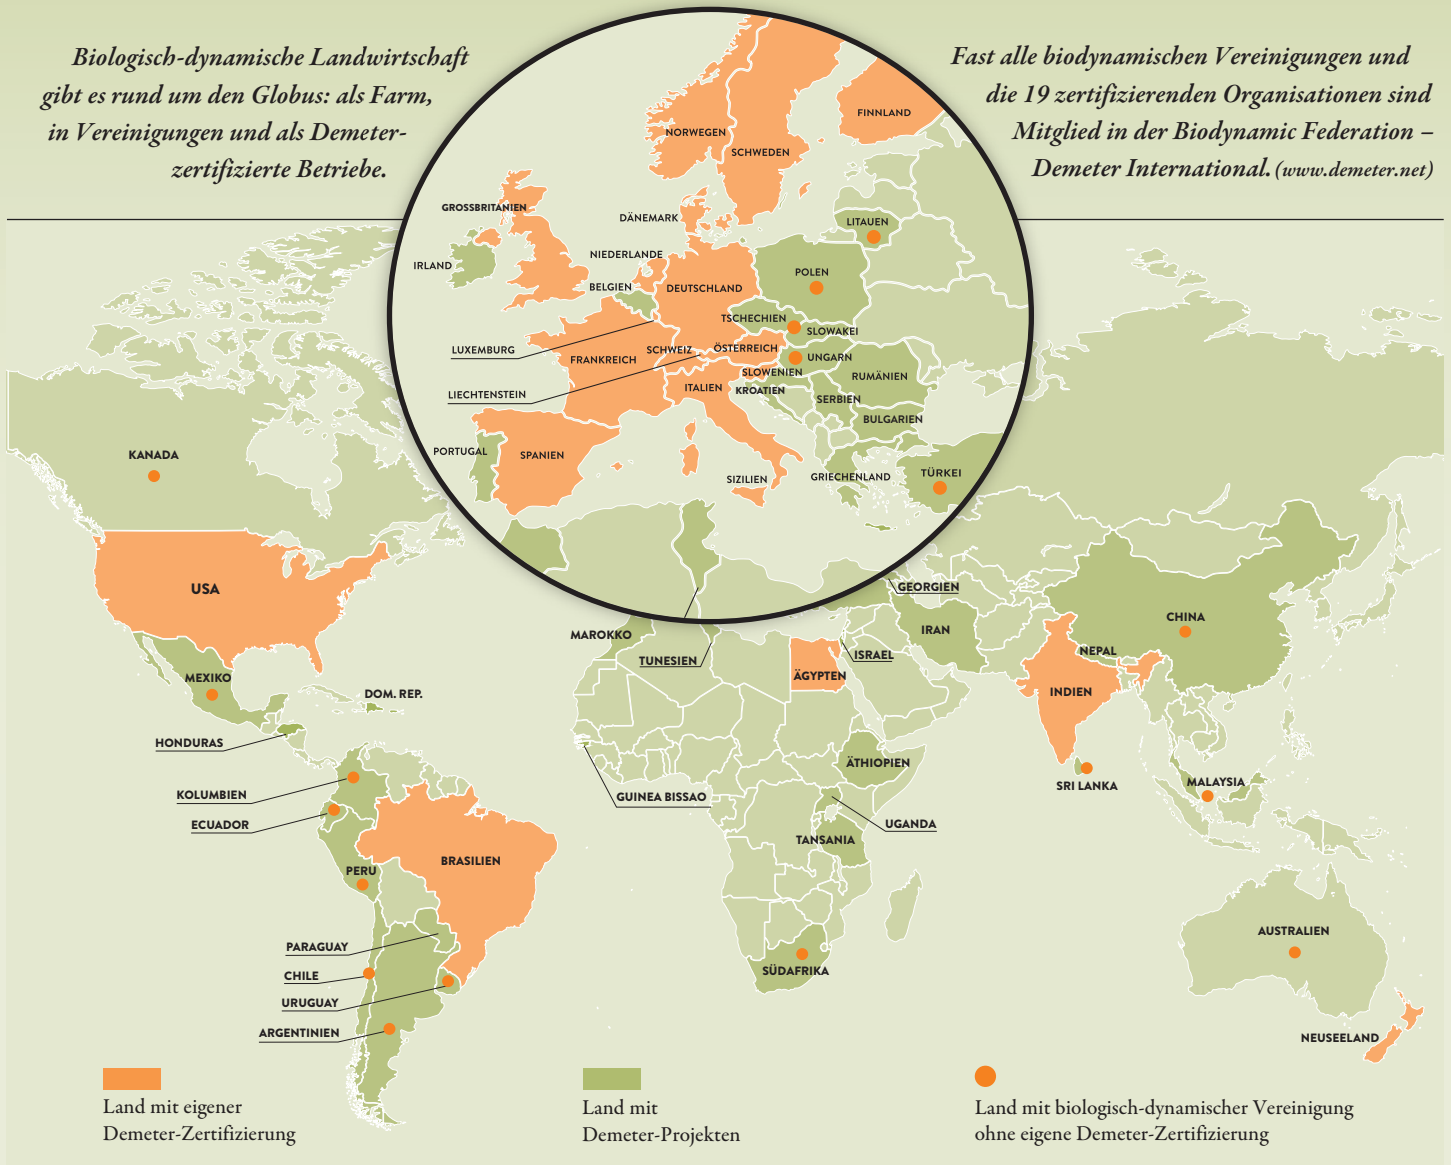 Biologisch-dynamische Landwirtschaft
gibt es rund um den Globus: als Farm,
in Vereinigungen und als Demeter-
zertifizierte Betriebe.
Fast alle biodynamischen Vereinigungen und
die 19 zertifizierenden Organisationen sind
Mitglied in der Biodynamic Federation –
Demeter International. (www.demeter.net)
FINNLAND
NORWEGEN
SCHWEDEN
GROSSBRITANIEN
DÄNEMARK
LITAUEN
NIEDERLANDE
IRLAND
POLEN
BELGIEN
DEUTSCHLAND
TSCHECHIEN
SLOWAKEI
LUXEMBURG
SCHWEIZ
ÖSTERREICH
FRANKREICH
UNGARN
SLOWENIEN
RUMÄNIEN
ITALIEN
KROATIEN
LIECHTENSTEIN
SERBIEN
BULGARIEN
PORTUGAL
SPANIEN
SIZILIEN
GRIECHENLAND
TÜRKEI
KANADA
USA
GEORGIEN
CHINA
MAROKKO
IRAN
TUNESIEN
ISRAEL
NEPAL
ÄGYPTEN
MEXIKO
DOM. REP.
INDIEN
HONDURAS
ÄTHIOPIEN
KOLUMBIEN
GUINEA BISSAO
SRI LANKA
MALAYSIA
ECUADOR
UGANDA
TANSANIA
BRASILIEN
PERU
AUSTRALIEN
PARAGUAY
CHILE
SÜDAFRIKA
URUGUAY
ARGENTINIEN
NEUSEELAND
Land mit eigener
Demeter-Zertifizierung
Land mit
Demeter-Projekten
Land mit biologisch-dynamischer Vereinigung
ohne eigene Demeter-Zertifizierung